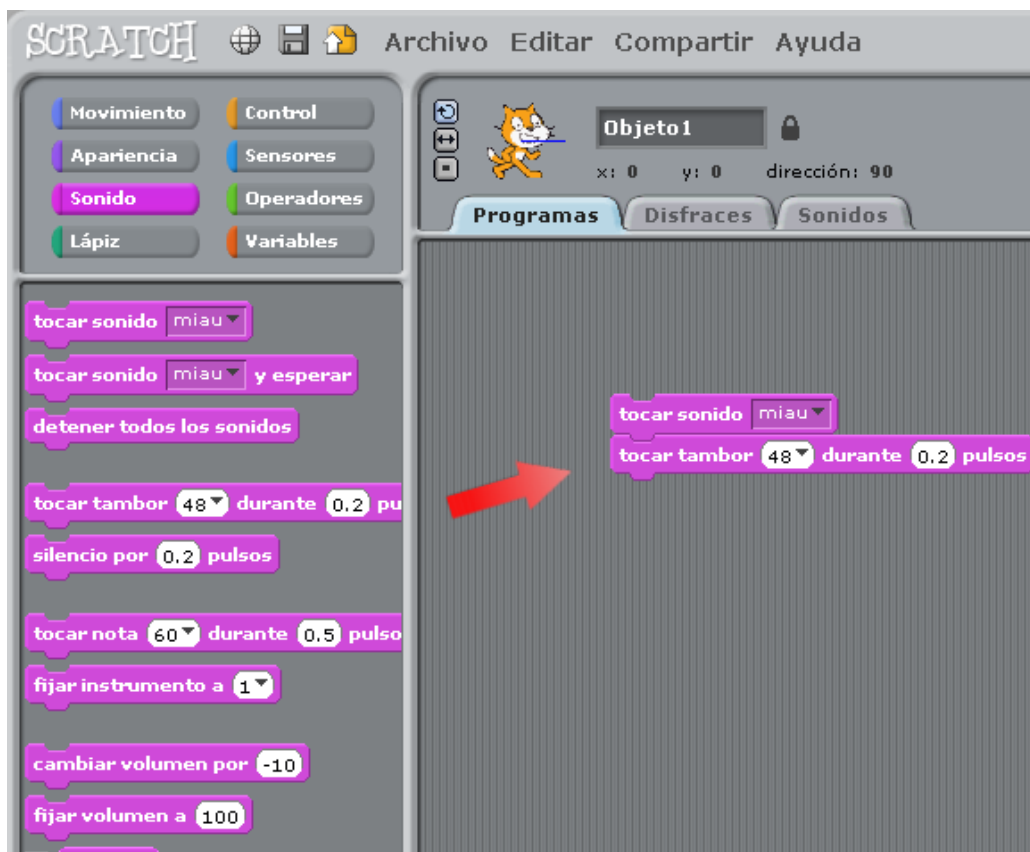 SCRATCH Archivo Editar Compartir Ayuda
Movimiento Control
Apariencia Sensores
Sonido Operadores
Lápiz Variables
Objeto1
x: 0 y: 0 dirección: 90
Programas Disfraces Sonidos
tocar sonido miau
tocar sonido miau y esperar
detener todos los sonidos
tocar tambor 48 durante 0.2 pu
silencio por 0.2 pulsos
tocar nota 60 durante 0.5 pulso
fijar instrumento a 1
cambiar volumen por -10
fijar volumen a 100
tocar sonido miau
tocar tambor 48 durante 0.2 pulsos